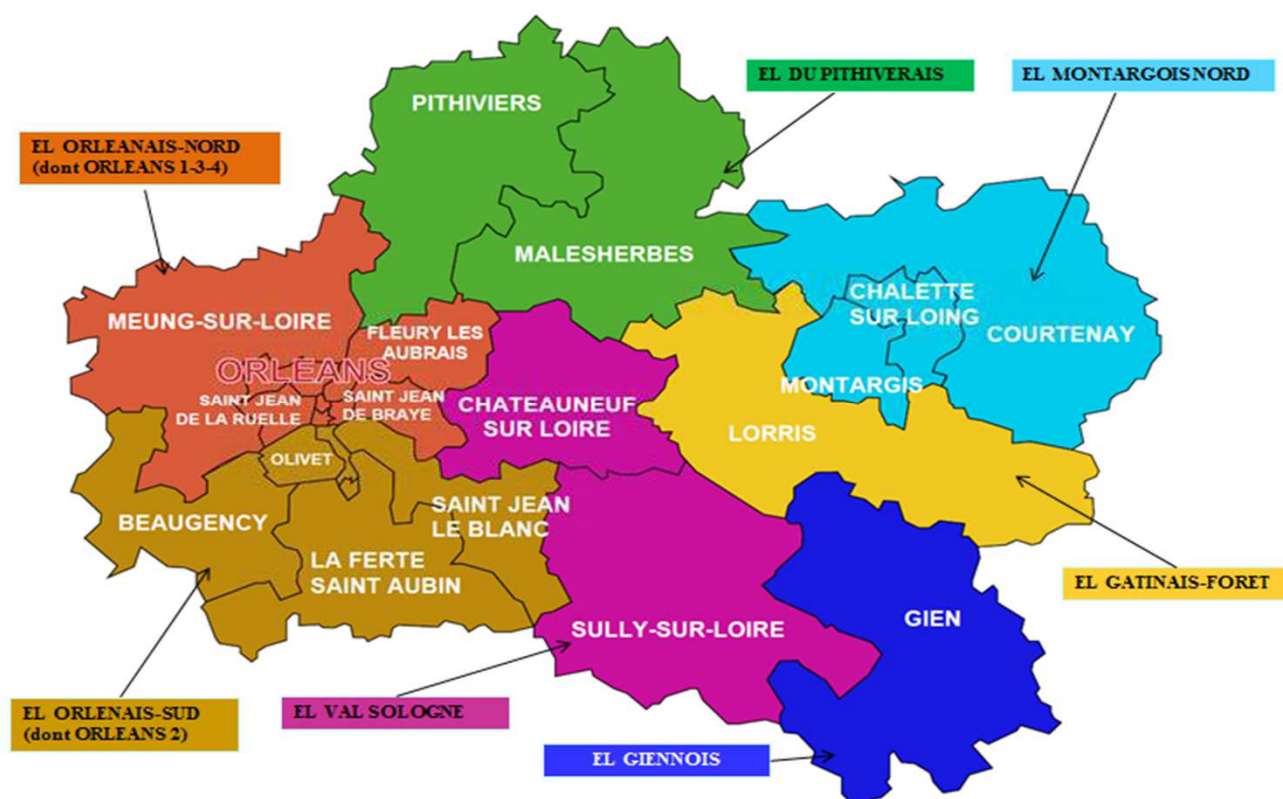 EL DU PITHIVERAIS
EL MONTARGOIS NORD
PITHIVIERS
EL ORLEANAIS-NORD
(dont ORLEANS 1-3-4)
MALESHERBES
CHALETTE
SUR LOING
MEUNG-SUR-LOIRE
FLEURY LES
AUBRAIS
COURTENAY
ORLEANS
MONTARGIS
SAINT JEAN
DE LA RUELLE
SAINT JEAN
DE BRAYE
CHATEAUNEUF
SUR LOIRE
LORRIS
OLIVET
SAINT JEAN
LE BLANC
BEAUGENCY
LA FERTE
SAINT AUBIN
EL GATINAIS-FORET
GIEN
SULLY-SUR-LOIRE
EL ORLENAIS-SUD
(dont ORLEANS 2)
EL VAL SOLOGNE
EL GIENNOIS